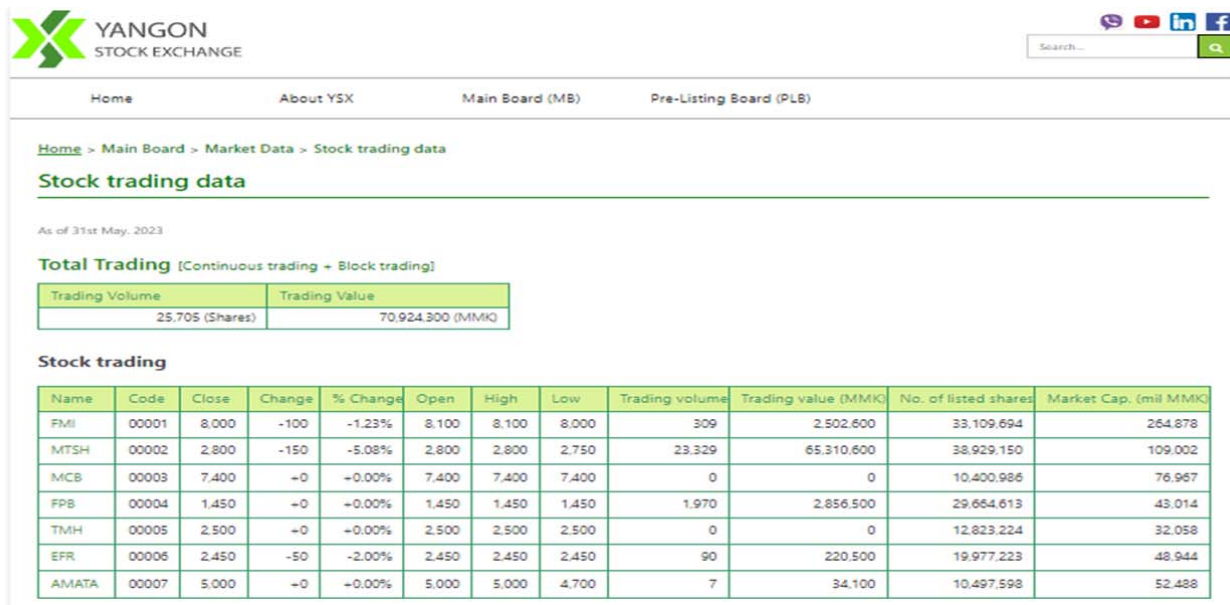 YANGON
STOCK EXCHANGE
Search...
Home About YSX Main Board (MB) Pre-Listing Board (PLB)
Home > Main Board > Market Data > Stock trading data
Stock trading data
As of 31st May. 2023
Total Trading [Continuous trading + Block trading]
Trading Volume Trading Value
25,705 (Shares) 70,924,300 (MMK)
Stock trading
Name Code Close Change % Change Open High Low Trading volume Trading value (MMK) No. of listed shares Market Cap. (mil MMK)
FMI 00001 8,000 -100 -1.23% 8,100 8,100 8,000 309 2,502,600 33,109,694 264,878
MTSH 00002 2,800 -150 -5.08% 2,800 2,800 2,750 23,329 65,310,600 38,929,150 109,002
MCB 00003 7,400 +0 +0.00% 7,400 7,400 7,400 0 0 10,400,986 76,967
FPB 00004 1,450 +0 +0.00% 1,450 1,450 1,450 1,970 2,856,500 29,664,613 43,014
TMH 00005 2,500 +0 +0.00% 2,500 2,500 2,500 0 0 12,823,224 32,058
EFR 00006 2,450 -50 -2.00% 2,450 2,450 2,450 90 220,500 19,977,223 48,944
AMATA 00007 5,000 +0 +0.00% 5,000 5,000 4,700 7 34,100 10,497,598 52,488